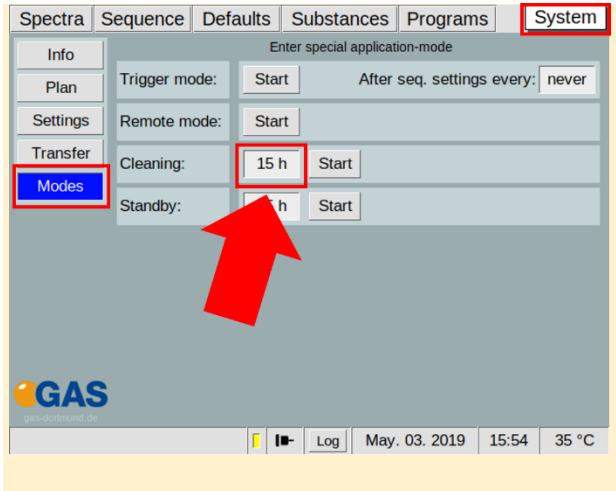 Spectra Sequence Defaults Substances Programs System
Info
Plan
Settings
Transfer
Modes
Enter special application-mode
Trigger mode: Start After seq. settings every: never
Remote mode: Start
Cleaning: 15 h Start
Standby: h Start
GAS
gas-dortmund.de
Log May. 03. 2019 15:54 35 °C